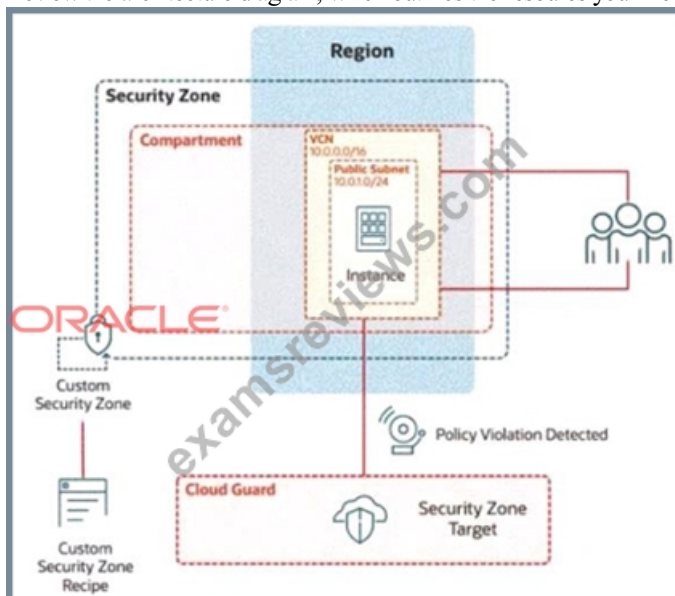 Region
Security Zone
Compartment
VCN
10.0.0.0/16
Public Subnet
10.0.1.0/24
Instance
ORACLE
Custom
Security Zone
Policy Violation Detected
Cloud Guard
Security Zone
Target
Custom
Security Zone
Recipe
examsreviews.com